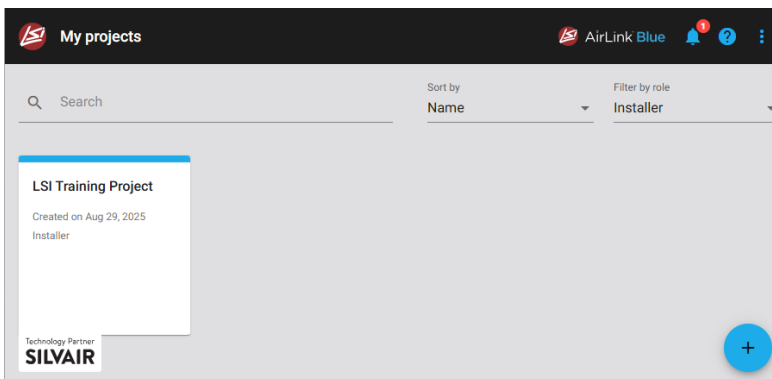 LSI
My projects
LSI
AirLink Blue
1
?
Search
Sort by
Name
Filter by role
Installer
LSI Training Project
Created on Aug 29, 2025
Installer
Technology Partner
SILVAIR
+